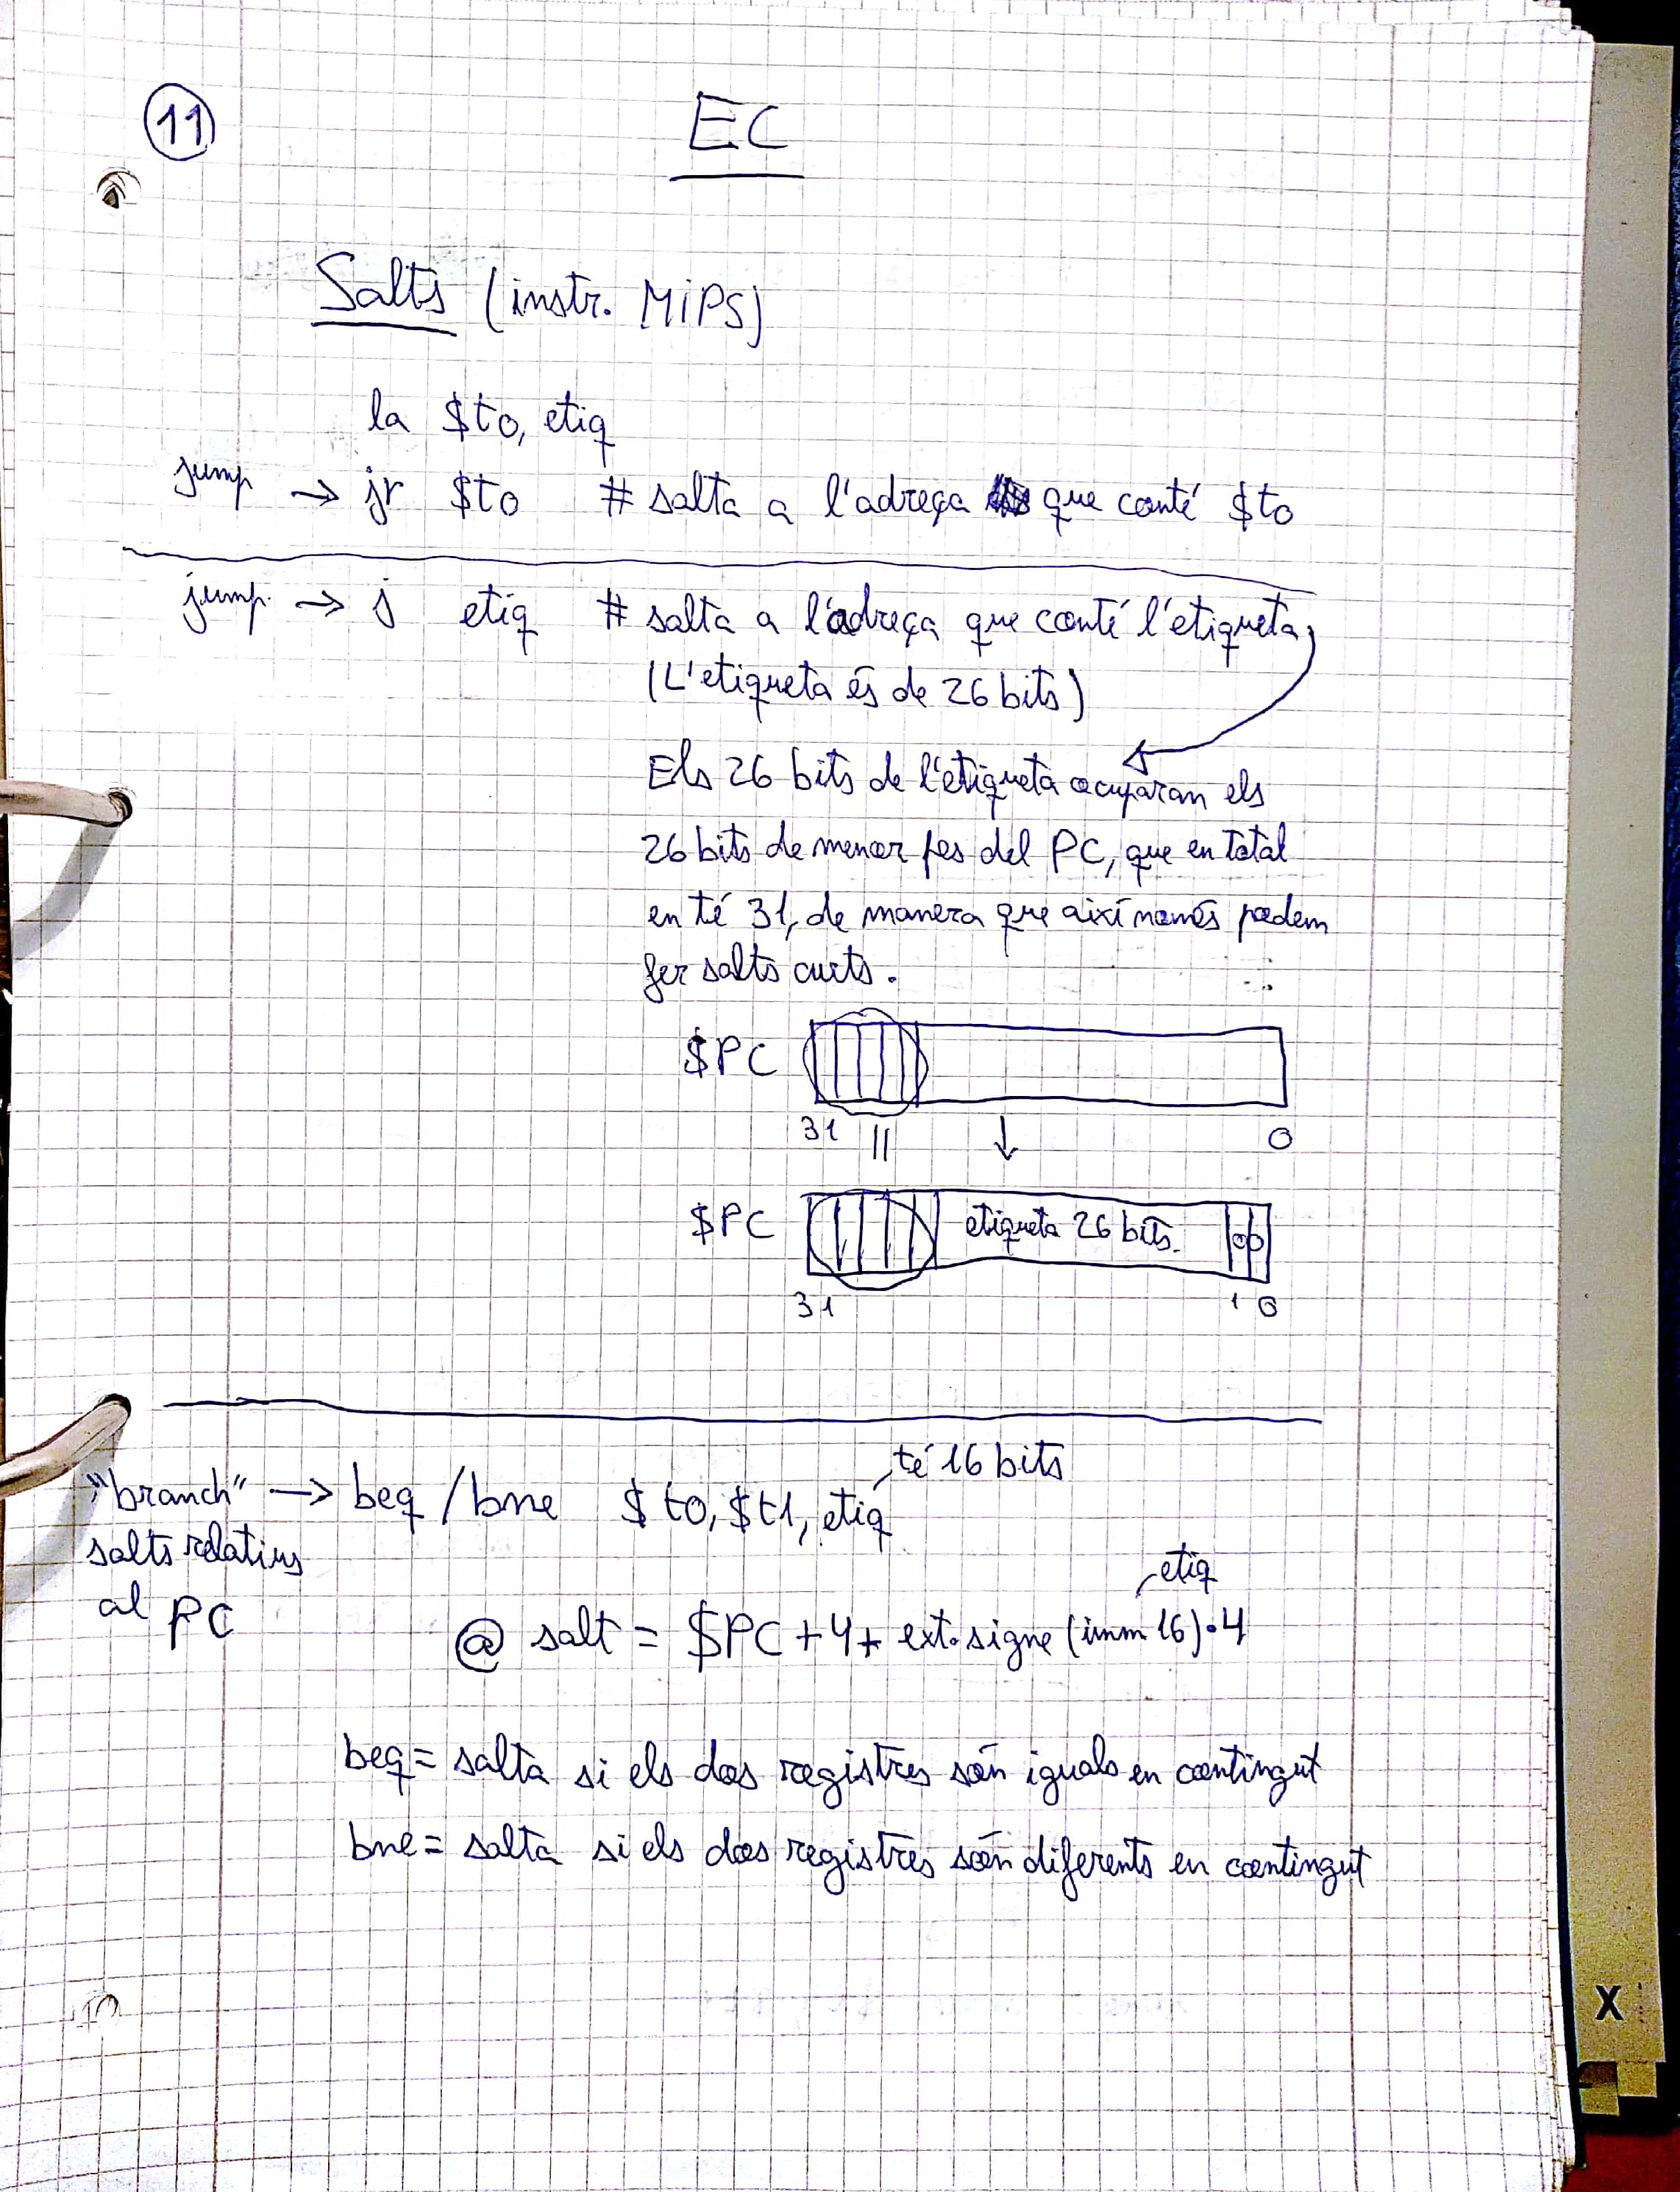 11
EC
Salts (instr. MiPS)
la $t0, etiq
jump → jr $t0 # salta a l'adreça que conté $t0
jump → j etiq # salta a l'adreça que conté l'etiqueta
(L'etiqueta és de 26 bits)
Els 26 bits de l'etiqueta ocuparan els
26 bits de menor pes del PC, que en total
en té 31, de manera que així només podem
fer salts curts.
$PC
31 || ↓ 0
$PC etiqueta 26 bits. 00
31 1 0
té 16 bits
"branch" → beq / bne $t0, $t1, etiq
salts relatius
al PC
etiq
@ salt = $PC + 4 + ext. signe (imm 16) · 4
beq = salta si els dos registres són iguals en contingut
bne = salta si els dos registres són diferents en contingut
X